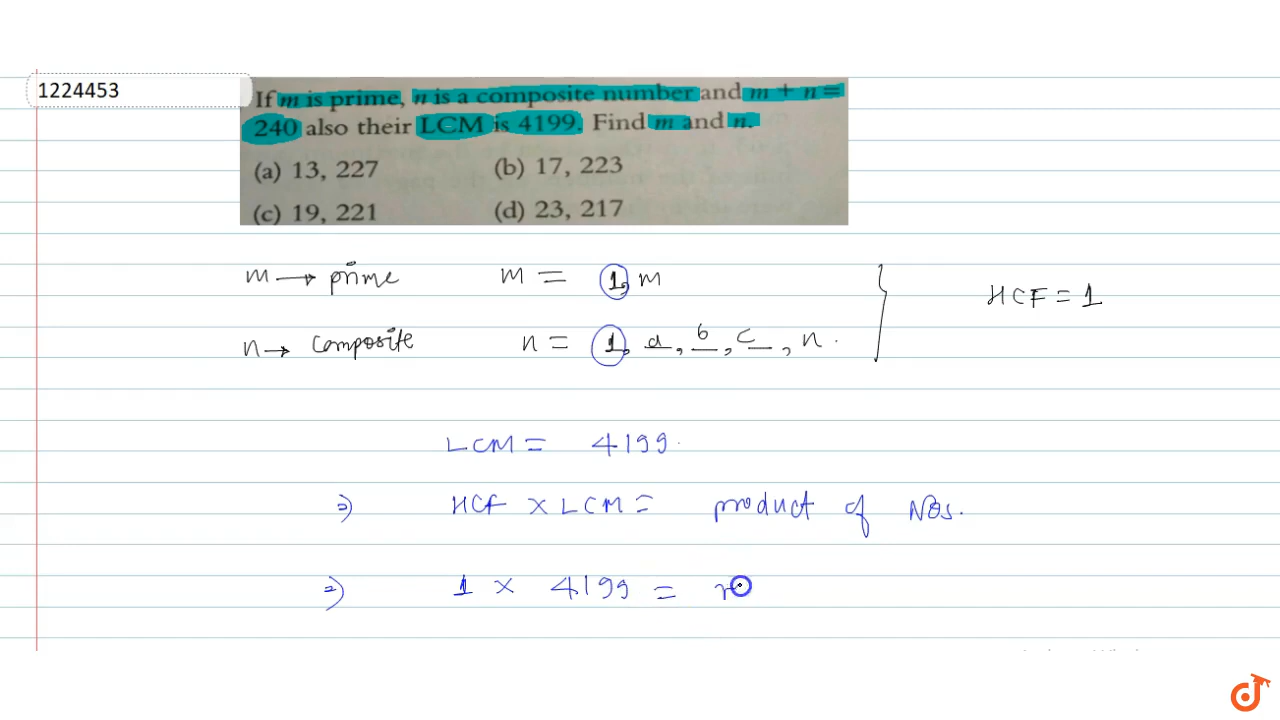 1224453
If m is prime, n is a composite number and m + n =
240 also their LCM is 4199. Find m and n.
(a) 13, 227 (b) 17, 223
(c) 19, 221 (d) 23, 217
m → prime m = 1, m
n → composite n = 1, a, b, c, n.
HCF = 1
LCM = 4199.
⇒ HCF × LCM = product of NOs.
⇒ 1 × 4199 =